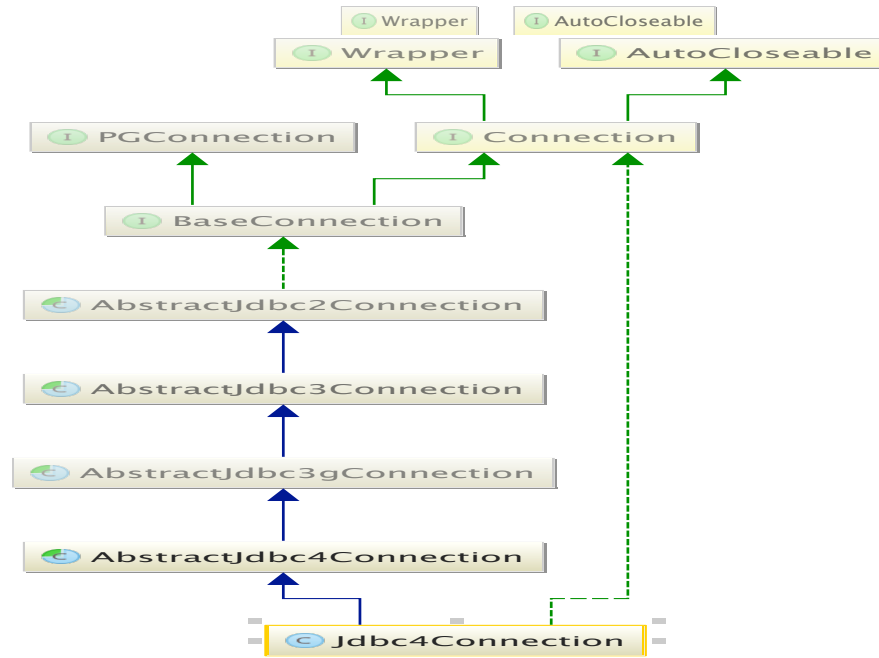 I Wrapper
I AutoCloseable
I Wrapper
I AutoCloseable
I PGConnection
I Connection
I BaseConnection
C AbstractJdbc2Connection
C AbstractJdbc3Connection
C AbstractJdbc3gConnection
C AbstractJdbc4Connection
C Jdbc4Connection